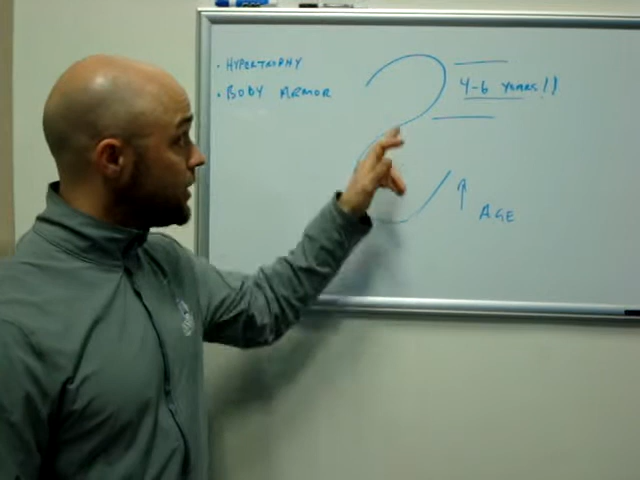 • HYPERTROPHY
• BODY ARMOR
4-6 YEARS!!
↑ AGE